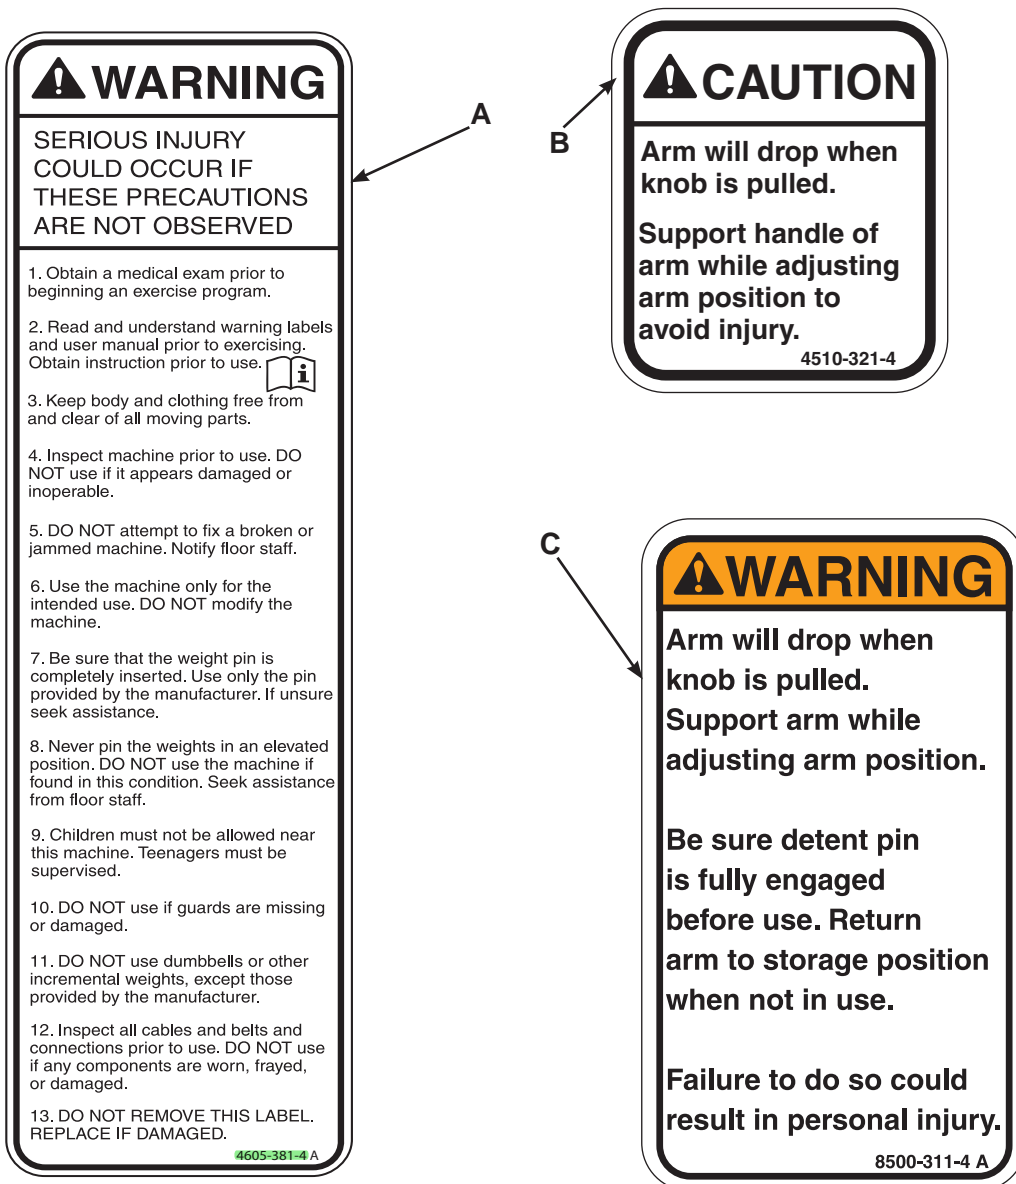 WARNING
SERIOUS INJURY
COULD OCCUR IF
THESE PRECAUTIONS
ARE NOT OBSERVED
1. Obtain a medical exam prior to
beginning an exercise program.
2. Read and understand warning labels
and user manual prior to exercising.
Obtain instruction prior to use.
i
3. Keep body and clothing free from
and clear of all moving parts.
4. Inspect machine prior to use. DO
NOT use if it appears damaged or
inoperable.
5. DO NOT attempt to fix a broken or
jammed machine. Notify floor staff.
6. Use the machine only for the
intended use. DO NOT modify the
machine.
7. Be sure that the weight pin is
completely inserted. Use only the pin
provided by the manufacturer. If unsure
seek assistance.
8. Never pin the weights in an elevated
position. DO NOT use the machine if
found in this condition. Seek assistance
from floor staff.
9. Children must not be allowed near
this machine. Teenagers must be
supervised.
10. DO NOT use if guards are missing
or damaged.
11. DO NOT use dumbbells or other
incremental weights, except those
provided by the manufacturer.
12. Inspect all cables and belts and
connections prior to use. DO NOT use
if any components are worn, frayed,
or damaged.
13. DO NOT REMOVE THIS LABEL.
REPLACE IF DAMAGED.
4605-381-4 A
A
B
CAUTION
Arm will drop when
knob is pulled.
Support handle of
arm while adjusting
arm position to
avoid injury.
4510-321-4
C
WARNING
Arm will drop when
knob is pulled.
Support arm while
adjusting arm position.
Be sure detent pin
is fully engaged
before use. Return
arm to storage position
when not in use.
Failure to do so could
result in personal injury.
8500-311-4 A